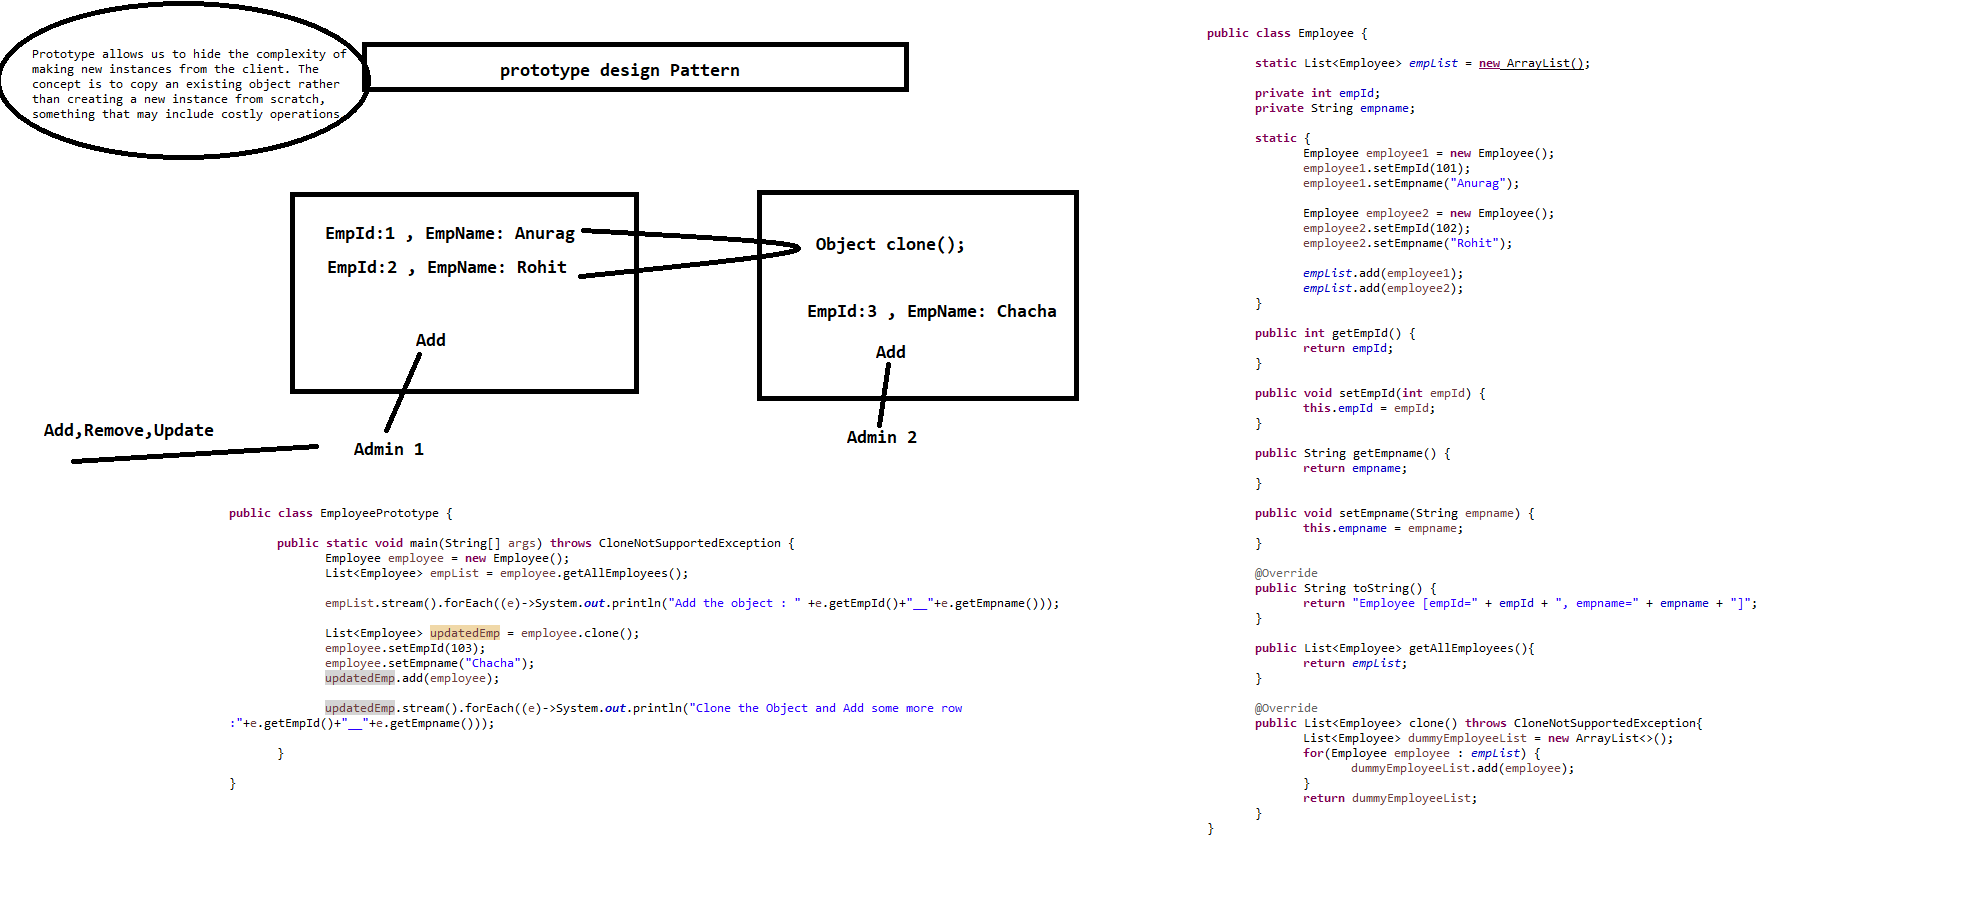 Prototype allows us to hide the complexity of
making new instances from the client. The
concept is to copy an existing object rather
than creating a new instance from scratch,
something that may include costly operations.
prototype design Pattern
EmpId:1 , EmpName: Anurag
EmpId:2 , EmpName: Rohit
Add
Object clone();
EmpId:3 , EmpName: Chacha
Add
Add,Remove,Update
Admin 1
Admin 2
public class EmployeePrototype {
public static void main(String[] args) throws CloneNotSupportedException {
Employee employee = new Employee();
List<Employee> empList = employee.getAllEmployees();
empList.stream().forEach((e)->System.out.println("Add the object : " +e.getEmpId()+"__"+e.getEmpname()));
List<Employee> updatedEmp = employee.clone();
employee.setEmpId(103);
employee.setEmpname("Chacha");
updatedEmp.add(employee);
updatedEmp.stream().forEach((e)->System.out.println("Clone the Object and Add some more row
:"+e.getEmpId()+"__"+e.getEmpname()));
}
}
public class Employee {
static List<Employee> empList = new ArrayList();
private int empId;
private String empname;
static {
Employee employee1 = new Employee();
employee1.setEmpId(101);
employee1.setEmpname("Anurag");
Employee employee2 = new Employee();
employee2.setEmpId(102);
employee2.setEmpname("Rohit");
empList.add(employee1);
empList.add(employee2);
}
public int getEmpId() {
return empId;
}
public void setEmpId(int empId) {
this.empId = empId;
}
public String getEmpname() {
return empname;
}
public void setEmpname(String empname) {
this.empname = empname;
}
@Override
public String toString() {
return "Employee [empId=" + empId + ", empname=" + empname + "]";
}
public List<Employee> getAllEmployees(){
return empList;
}
@Override
public List<Employee> clone() throws CloneNotSupportedException{
List<Employee> dummyEmployeeList = new ArrayList<>();
for(Employee employee : empList) {
dummyEmployeeList.add(employee);
}
return dummyEmployeeList;
}
}